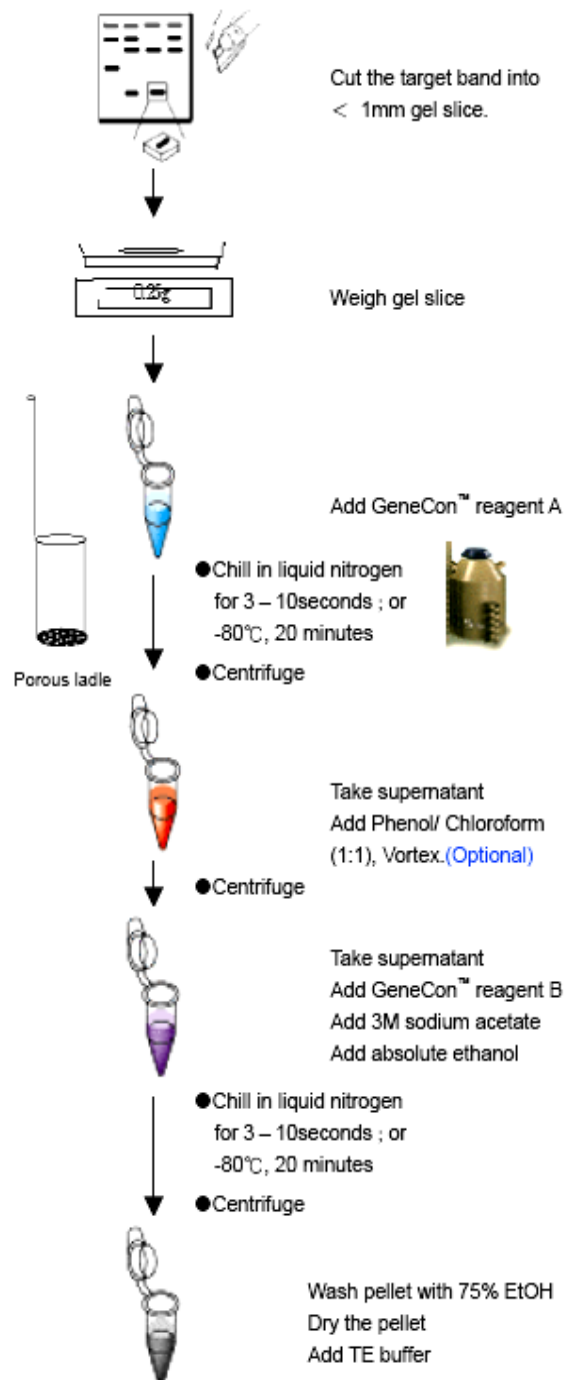 Cut the target band into
< 1mm gel slice.
0.25g
Weigh gel slice
Add GeneCon™ reagent A
●Chill in liquid nitrogen
for 3 – 10seconds ; or
-80℃, 20 minutes
Porous ladle
●Centrifuge
Take supernatant
Add Phenol/ Chloroform
(1:1), Vortex.(Optional)
●Centrifuge
Take supernatant
Add GeneCon™ reagent B
Add 3M sodium acetate
Add absolute ethanol
●Chill in liquid nitrogen
for 3 – 10seconds ; or
-80℃, 20 minutes
●Centrifuge
Wash pellet with 75% EtOH
Dry the pellet
Add TE buffer